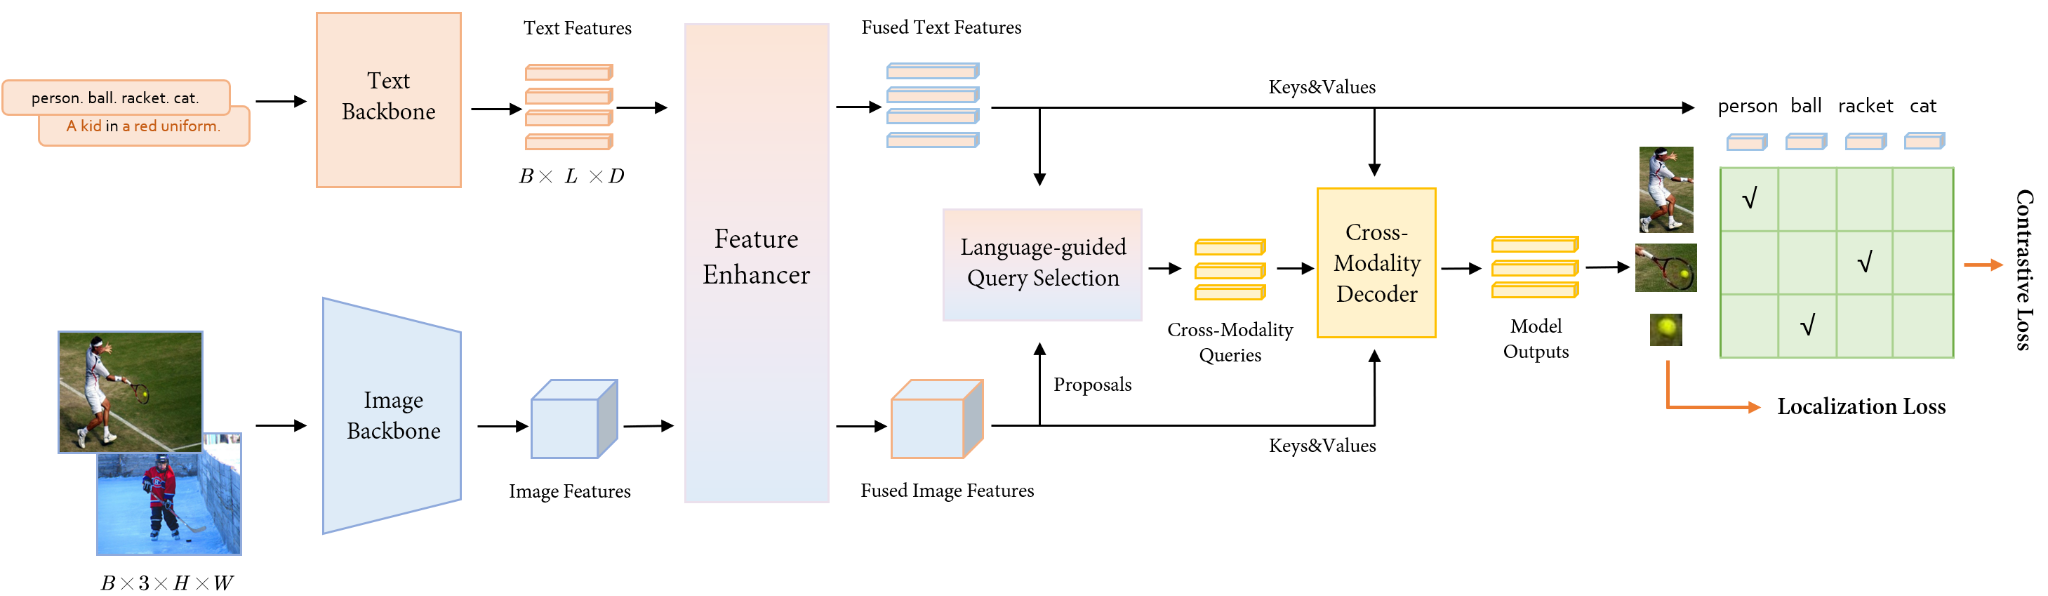 person. ball. racket. cat.
A kid in a red uniform.
Text
Backbone
Text Features
B × L × D
Feature
Enhancer
Fused Text Features
Keys&Values
Language-guided
Query Selection
Cross-Modality
Queries
Cross-
Modality
Decoder
Model
Outputs
person ball racket cat
√
√
√
Contrastive Loss
Localization Loss
Proposals
Keys&Values
Image
Backbone
Image Features
Fused Image Features
B × 3 × H × W